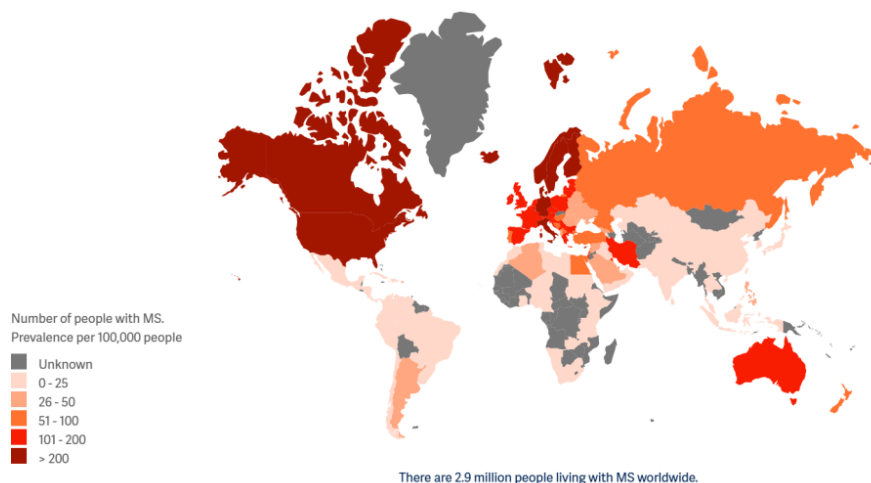 Number of people with MS.
Prevalence per 100,000 people
Unknown
0 - 25
26 - 50
51 - 100
101 - 200
> 200
There are 2.9 million people living with MS worldwide.